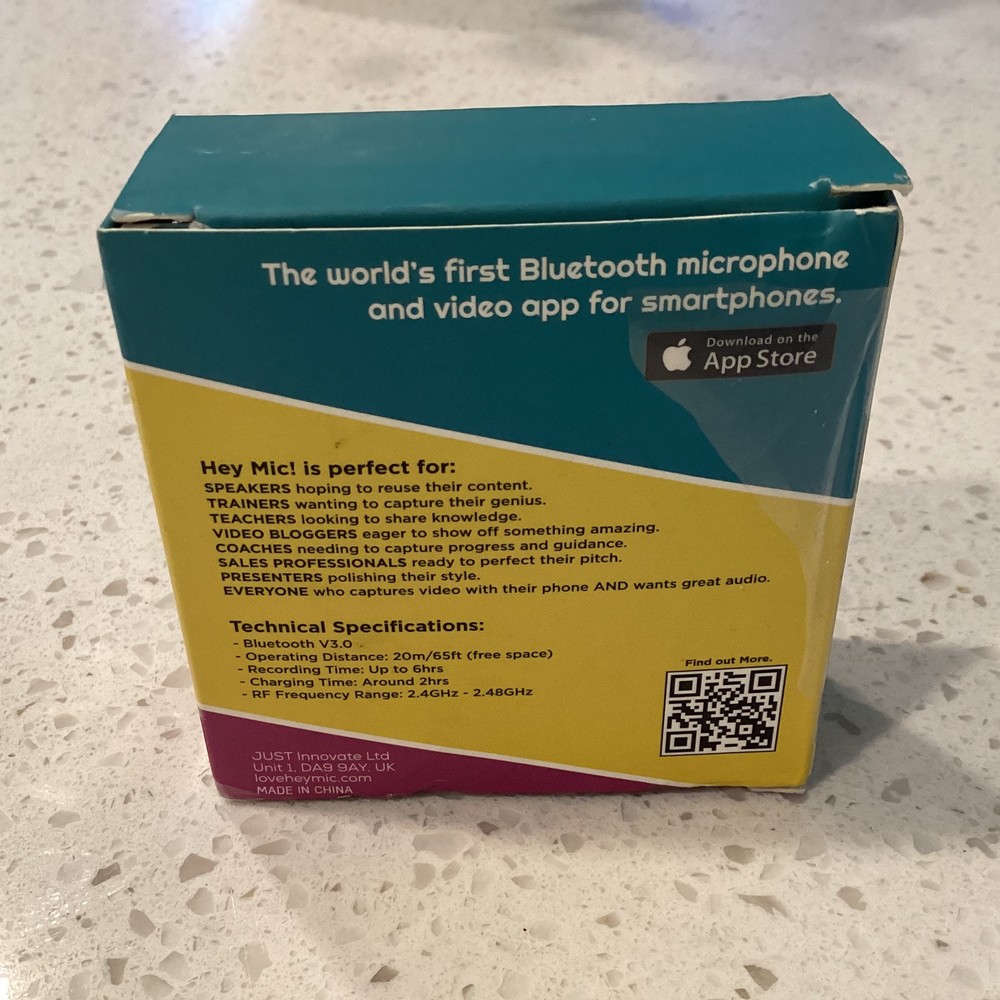 The world's first Bluetooth microphone
and video app for smartphones.
Download on the
App Store
Hey Mic! is perfect for:
SPEAKERS hoping to reuse their content.
TRAINERS wanting to capture their genius.
TEACHERS looking to share knowledge.
VIDEO BLOGGERS eager to show off something amazing.
COACHES needing to capture progress and guidance.
SALES PROFESSIONALS ready to perfect their pitch.
PRESENTERS polishing their style.
EVERYONE who captures video with their phone AND wants great audio.
Technical Specifications:
- Bluetooth V3.0
- Operating Distance: 20m/65ft (free space)
- Recording Time: Up to 6hrs
- Charging Time: Around 2hrs
- RF Frequency Range: 2.4GHz - 2.48GHz
Find out More.
JUST Innovate Ltd
Unit 1, DA9 9AY, UK
loveheymic.com
MADE IN CHINA